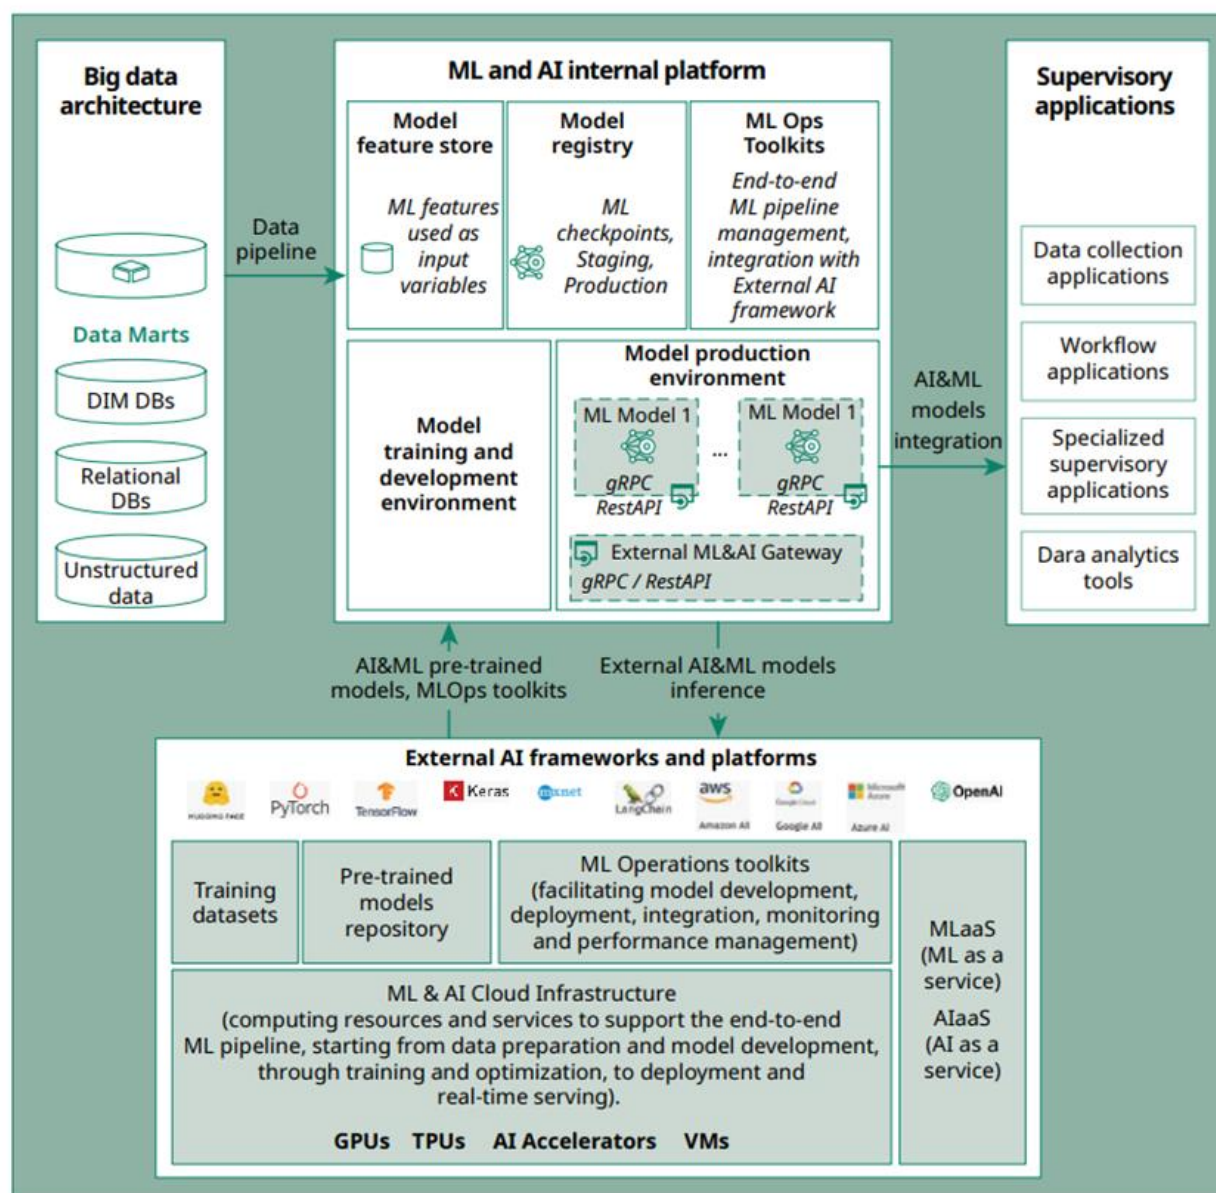 Big data
architecture
Data Marts
DIM DBs
Relational
DBs
Unstructured
data
Data
pipeline
ML and AI internal platform
Model
feature store
ML features
used as
input
variables
Model
registry
ML
checkpoints,
Staging,
Production
ML Ops
Toolkits
End-to-end
ML pipeline
management,
integration with
External AI
framework
Model
training and
development
environment
Model production
environment
ML Model 1
gRPC
RestAPI
...
ML Model 1
gRPC
RestAPI
External ML&AI Gateway
gRPC / RestAPI
AI&ML
models
integration
Supervisory
applications
Data collection
applications
Workflow
applications
Specialized
supervisory
applications
Dara analytics
tools
AI&ML pre-trained
models, MLOps toolkits
External AI&ML models
inference
External AI frameworks and platforms
HUGGING FACE
PyTorch
TensorFlow
K Keras
mxnet
LangChain
aws
Amazon AI
Google Cloud
Google AI
Microsoft
Azure
Azure AI
OpenAI
Training
datasets
Pre-trained
models
repository
ML Operations toolkits
(facilitating model development,
deployment, integration, monitoring
and performance management)
MLaaS
(ML as a
service)
AIaaS
(AI as a
service)
ML & AI Cloud Infrastructure
(computing resources and services to support the end-to-end
ML pipeline, starting from data preparation and model development,
through training and optimization, to deployment and
real-time serving).
GPUs TPUs AI Accelerators VMs